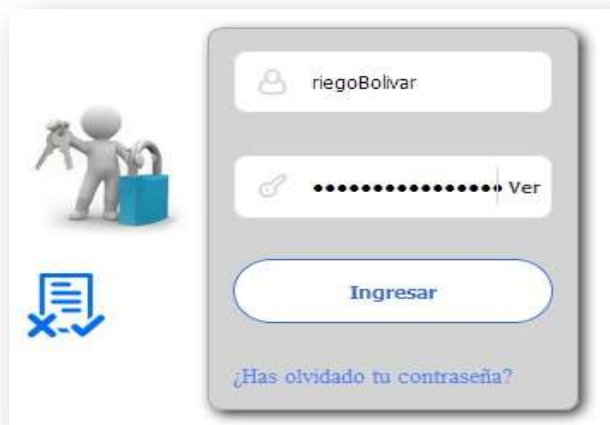 riegoBolivar
●●●●●●●●●●●●●●●● Ver
Ingresar
¿Has olvidado tu contraseña?